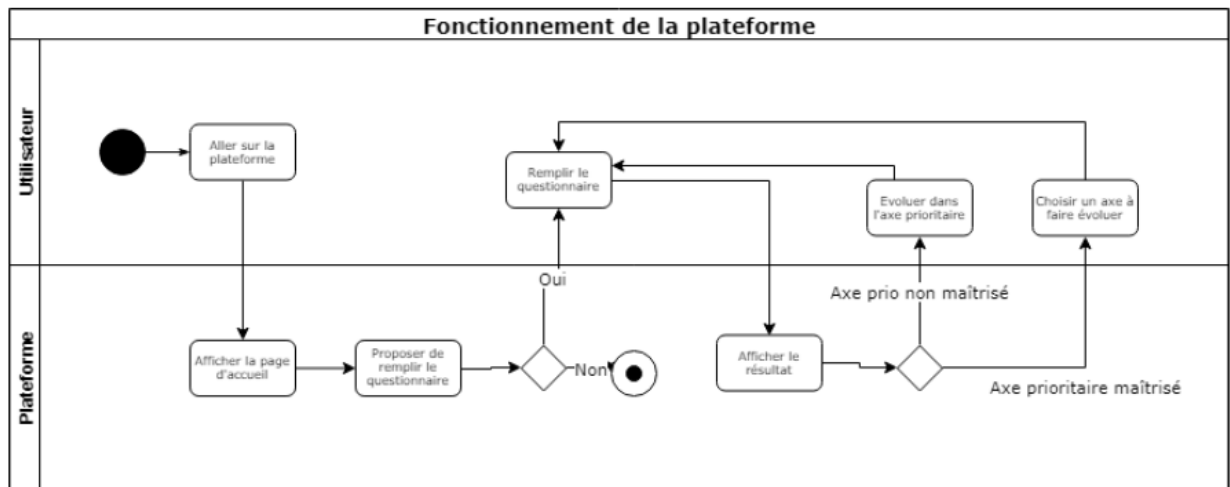 Fonctionnement de la plateforme
Utilisateur
Aller sur la
plateforme
Remplir le
questionnaire
Evoluer dans
l'axe prioritaire
Choisir un axe à
faire évoluer
Plateforme
Oui
Axe prio non maîtrisé
Afficher la page
d'accueil
Proposer de
remplir le
questionnaire
Non
Afficher le
résultat
Axe prioritaire maîtrisé